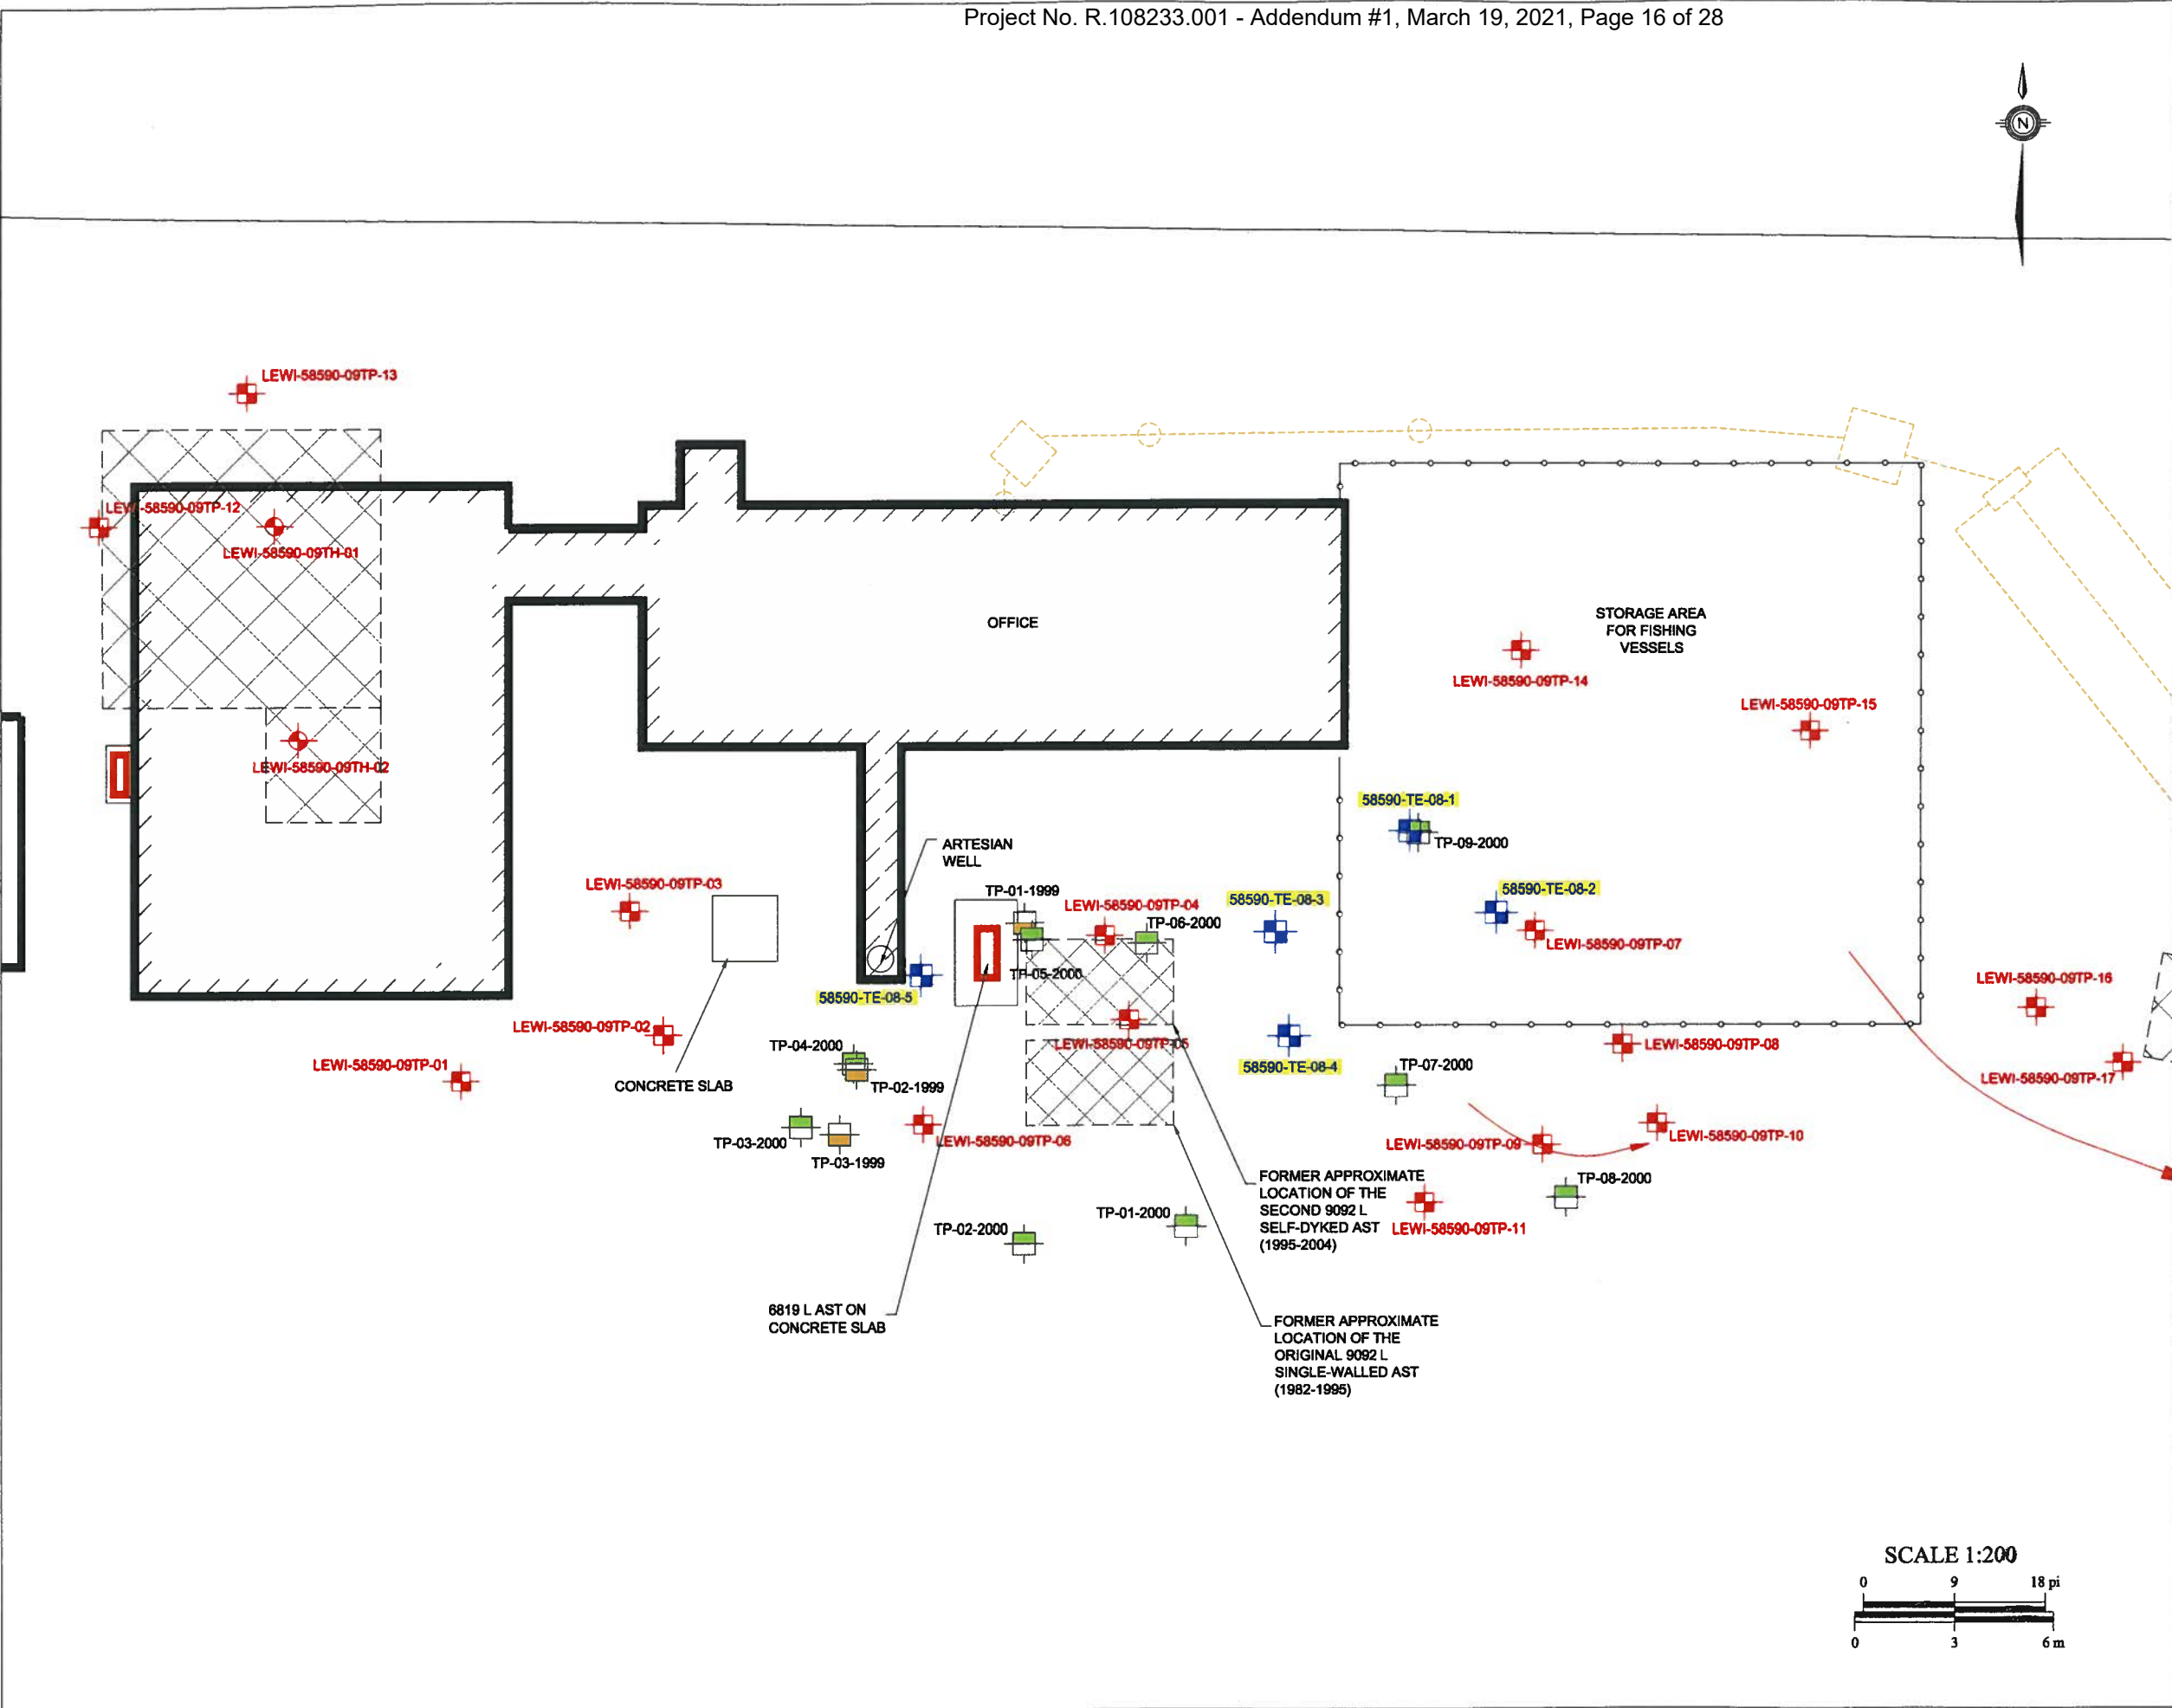 Project No. R.108233.001 - Addendum #1, March 19, 2021, Page 16 of 28
N
LEWI-58590-09TP-13
LEWI-58590-09TP-12
LEWI-58590-09TH-01
OFFICE
STORAGE AREA
FOR FISHING
VESSELS
LEWI-58590-09TP-14
LEWI-58590-09TP-15
LEWI-58590-09TH-02
58590-TE-08-1
TP-09-2000
ARTESIAN
WELL
LEWI-58590-09TP-03
TP-01-1999
LEWI-58590-09TP-04
TP-06-2000
58590-TE-08-3
58590-TE-08-2
LEWI-58590-09TP-07
TP-05-2000
LEWI-58590-09TP-16
58590-TE-08-5
LEWI-58590-09TP-02
TP-04-2000
LEWI-58590-09TP-05
LEWI-58590-09TP-08
LEWI-58590-09TP-01
58590-TE-08-4
TP-07-2000
LEWI-58590-09TP-17
CONCRETE SLAB
TP-02-1999
TP-03-2000
LEWI-58590-09TP-06
LEWI-58590-09TP-09
LEWI-58590-09TP-10
TP-03-1999
FORMER APPROXIMATE
LOCATION OF THE
SECOND 9092 L
SELF-DYKED AST
(1995-2004)
TP-08-2000
TP-02-2000
TP-01-2000
LEWI-58590-09TP-11
6819 L AST ON
CONCRETE SLAB
FORMER APPROXIMATE
LOCATION OF THE
ORIGINAL 9092 L
SINGLE-WALLED AST
(1982-1995)
SCALE 1:200
0 9 18 pi
0 3 6 m